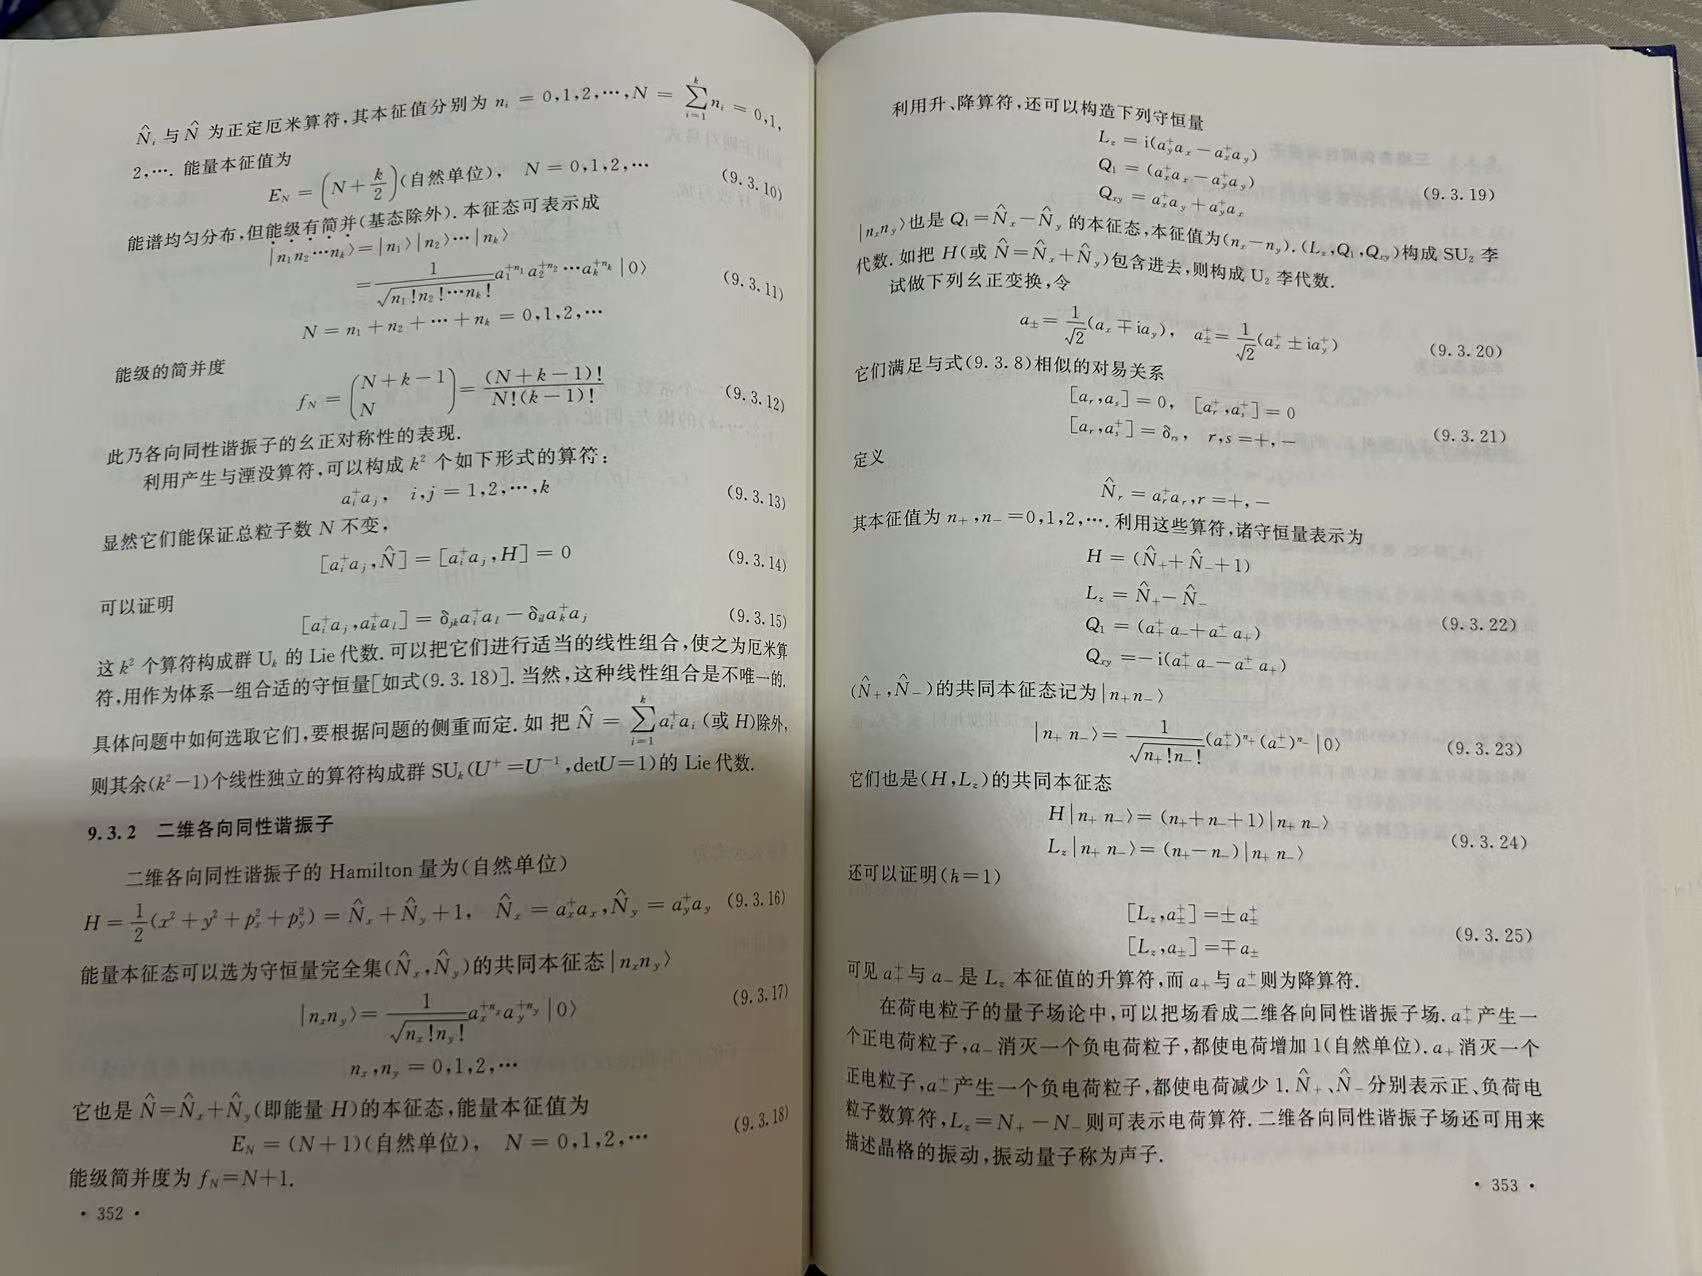 N̂ᵢ 与 N̂ 为正定厄米算符,其本征值分别为 nᵢ = 0,1,2,⋯,N = ∑_{i=1}^{k} nᵢ = 0,1,
2,⋯. 能量本征值为
E_N = (N + k/2)(自然单位), N = 0,1,2,⋯ (9.3.10)
能谱均匀分布,但能级有简并(基态除外). 本征态可表示成
|n₁n₂⋯n_k⟩=|n₁⟩|n₂⟩⋯|n_k⟩
= 1/√(n₁!n₂!⋯n_k!) a₁^{+n₁} a₂^{+n₂} ⋯ a_k^{+n_k} |0⟩ (9.3.11)
N = n₁ + n₂ + ⋯ + n_k = 0,1,2,⋯
能级的简并度
f_N = (N+k−1 N) = (N+k−1)!/N!(k−1)! (9.3.12)
此乃各向同性谐振子的幺正对称性的表现.
利用产生与湮没算符,可以构成 k² 个如下形式的算符:
aᵢ⁺aⱼ, i,j = 1,2,⋯,k (9.3.13)
显然它们能保证总粒子数 N 不变,
[aᵢ⁺aⱼ,N̂] = [aᵢ⁺aⱼ,H] = 0 (9.3.14)
可以证明
[aᵢ⁺aⱼ,a_k⁺a_l] = δ_{jk}aᵢ⁺a_l − δ_{il}a_k⁺aⱼ (9.3.15)
这 k² 个算符构成群 U_k 的 Lie 代数. 可以把它们进行适当的线性组合,使之为厄米算
符,用作为体系一组合适的守恒量[如式(9.3.18)]. 当然,这种线性组合是不唯一的.
具体问题中如何选取它们,要根据问题的侧重而定. 如 把 N̂ = ∑_{i=1}^{k} aᵢ⁺aᵢ (或 H)除外,
则其余(k²−1)个线性独立的算符构成群 SU_k(U⁺=U⁻¹,detU=1)的 Lie 代数.
9.3.2 二维各向同性谐振子
二维各向同性谐振子的 Hamilton 量为(自然单位)
H = 1/2(x² + y² + p_x² + p_y²) = N̂_x + N̂_y + 1, N̂_x = a_x⁺a_x, N̂_y = a_y⁺a_y (9.3.16)
能量本征态可以选为守恒量完全集(N̂_x,N̂_y)的共同本征态|n_xn_y⟩
|n_xn_y⟩ = 1/√(n_x!n_y!) a_x^{+n_x} a_y^{+n_y} |0⟩ (9.3.17)
n_x,n_y = 0,1,2,⋯
它也是 N̂=N̂_x+N̂_y(即能量 H)的本征态,能量本征值为
E_N = (N+1)(自然单位), N = 0,1,2,⋯ (9.3.18)
能级简并度为 f_N=N+1.
· 352 ·
利用升、降算符,还可以构造下列守恒量
L_z = i(a_y⁺a_x − a_x⁺a_y)
Q₁ = (a_x⁺a_x − a_y⁺a_y) (9.3.19)
Q_{xy} = a_x⁺a_y + a_y⁺a_x
|n_xn_y⟩也是 Q₁=N̂_x−N̂_y 的本征态,本征值为(n_x−n_y). (L_z,Q₁,Q_{xy})构成 SU₂ 李
代数. 如把 H(或 N̂=N̂_x+N̂_y)包含进去,则构成 U₂ 李代数.
试做下列幺正变换,令
a_± = 1/√2(a_x ∓ ia_y), a_±⁺ = 1/√2(a_x⁺ ± ia_y⁺) (9.3.20)
它们满足与式(9.3.8)相似的对易关系
[a_r,a_s] = 0, [a_r⁺,a_s⁺] = 0
[a_r,a_s⁺] = δ_{rs}, r,s = +,− (9.3.21)
定义
N̂_r = a_r⁺a_r, r = +,−
其本征值为 n₊,n₋=0,1,2,⋯. 利用这些算符,诸守恒量表示为
H = (N̂₊ + N̂₋ + 1)
L_z = N̂₊ − N̂₋
Q₁ = (a₊⁺a₋ + a₋⁺a₊) (9.3.22)
Q_{xy} = −i(a₊⁺a₋ − a₋⁺a₊)
(N̂₊,N̂₋)的共同本征态记为|n₊n₋⟩
|n₊n₋⟩ = 1/√(n₊!n₋!) (a₊⁺)^{n₊}(a₋⁺)^{n₋}|0⟩ (9.3.23)
它们也是(H,L_z)的共同本征态
H|n₊n₋⟩ = (n₊+n₋+1)|n₊n₋⟩
L_z|n₊n₋⟩ = (n₊−n₋)|n₊n₋⟩ (9.3.24)
还可以证明(ħ=1)
[L_z,a_±⁺] = ±a_±⁺
[L_z,a_±] = ∓a_± (9.3.25)
可见 a₊⁺与 a₋ 是 L_z 本征值的升算符,而 a₊ 与 a₋⁺则为降算符.
在荷电粒子的量子场论中,可以把场看成二维各向同性谐振子场. a₊⁺产生一
个正电荷粒子,a₋ 消灭一个负电荷粒子,都使电荷增加 1(自然单位). a₊ 消灭一个
正电粒子,a₋⁺产生一个负电荷粒子,都使电荷减少 1. N̂₊、N̂₋分别表示正、负荷电
粒子数算符,L_z=N₊−N₋则可表示电荷算符. 二维各向同性谐振子场还可用来
描述晶格的振动,振动量子称为声子.
· 353 ·